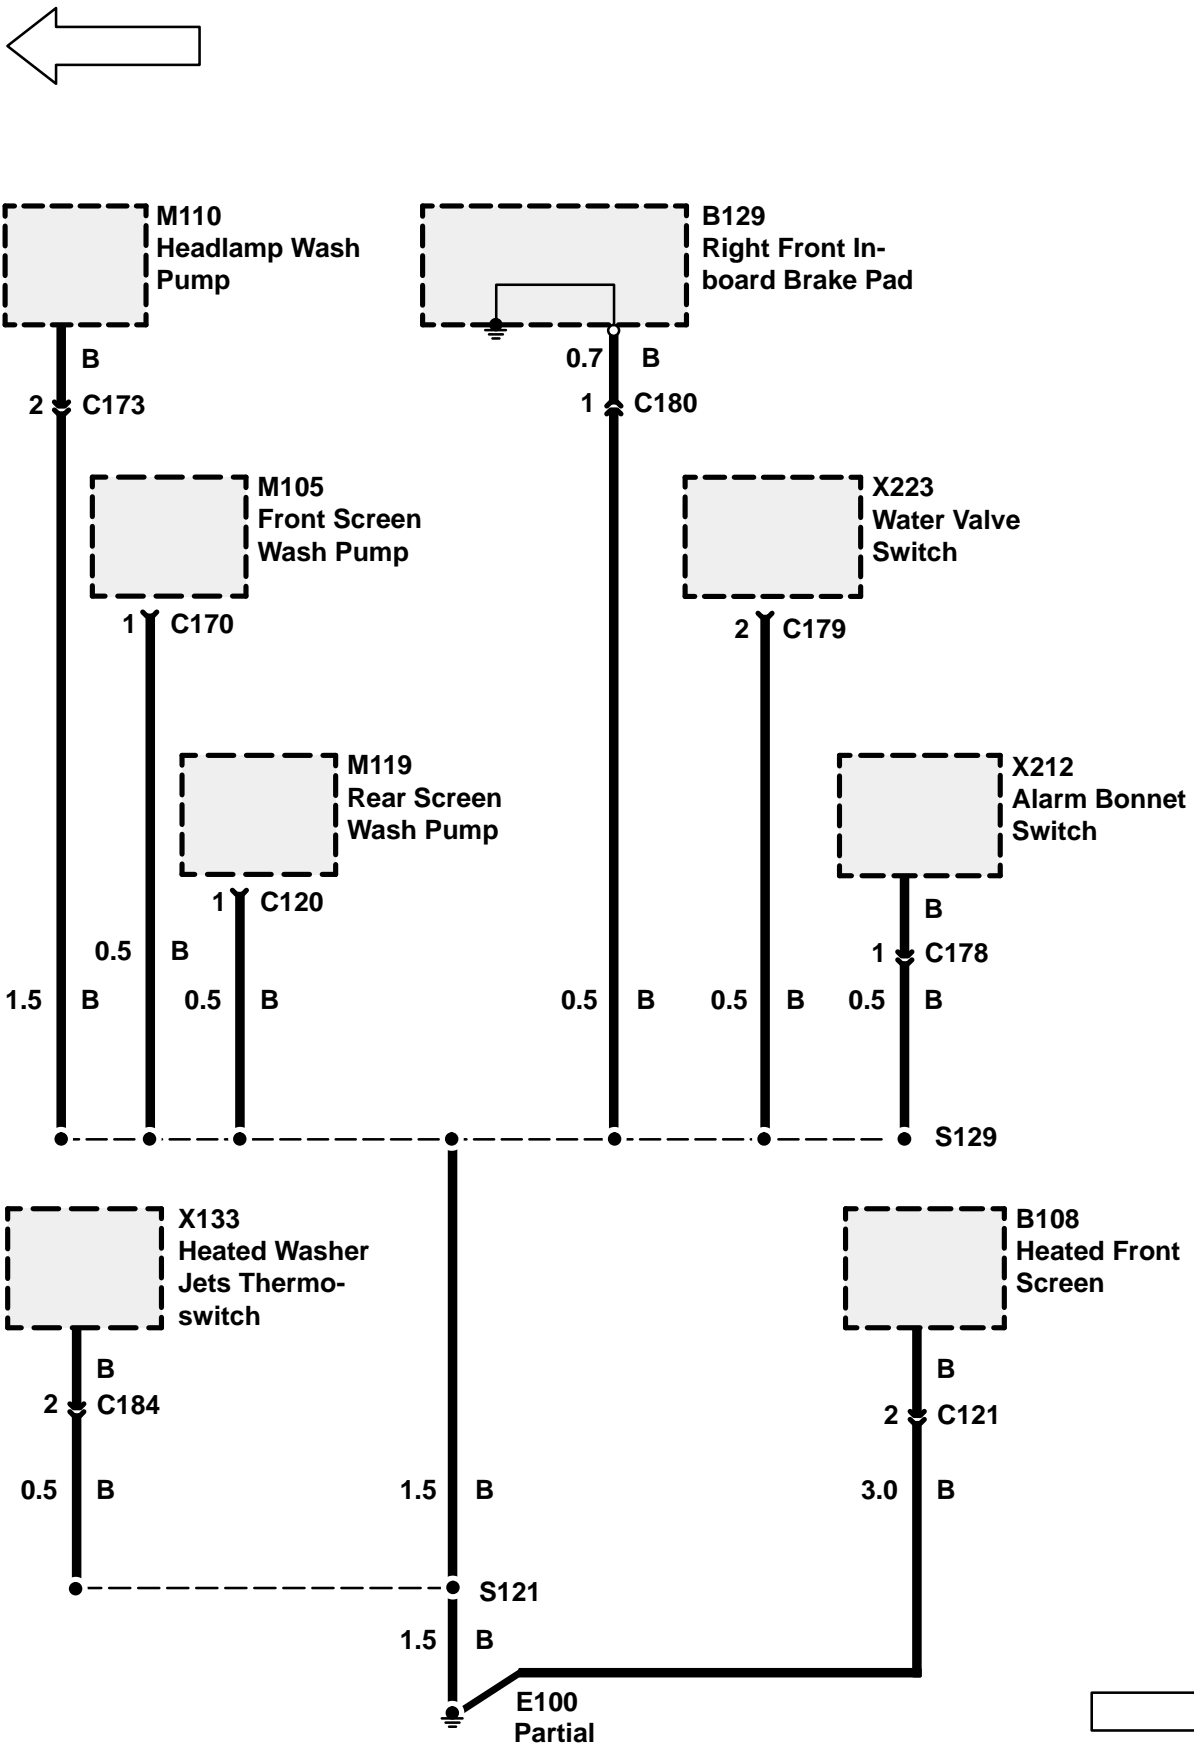 M110
Headlamp Wash
Pump
B129
Right Front In-
board Brake Pad
B
0.7 B
2 C173
1 C180
M105
Front Screen
Wash Pump
X223
Water Valve
Switch
1 C170
2 C179
M119
Rear Screen
Wash Pump
X212
Alarm Bonnet
Switch
1 C120
B
0.5 B
1 C178
1.5 B
0.5 B
0.5 B
0.5 B
0.5 B
S129
X133
Heated Washer
Jets Thermo-
switch
B108
Heated Front
Screen
B
B
2 C184
2 C121
0.5 B
1.5 B
3.0 B
S121
1.5 B
E100
Partial